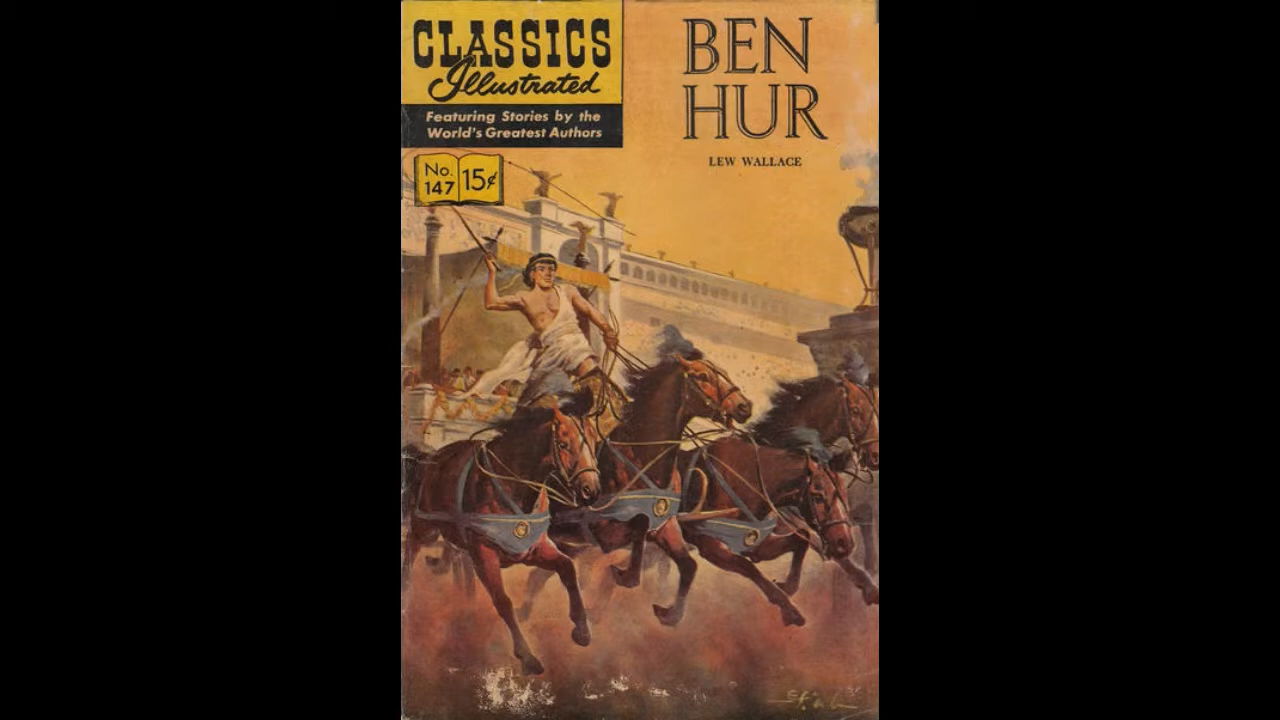 CLASSICS
Illustrated
Featuring Stories by the
World's Greatest Authors
No.
147
15¢
BEN
HUR
LEW WALLACE